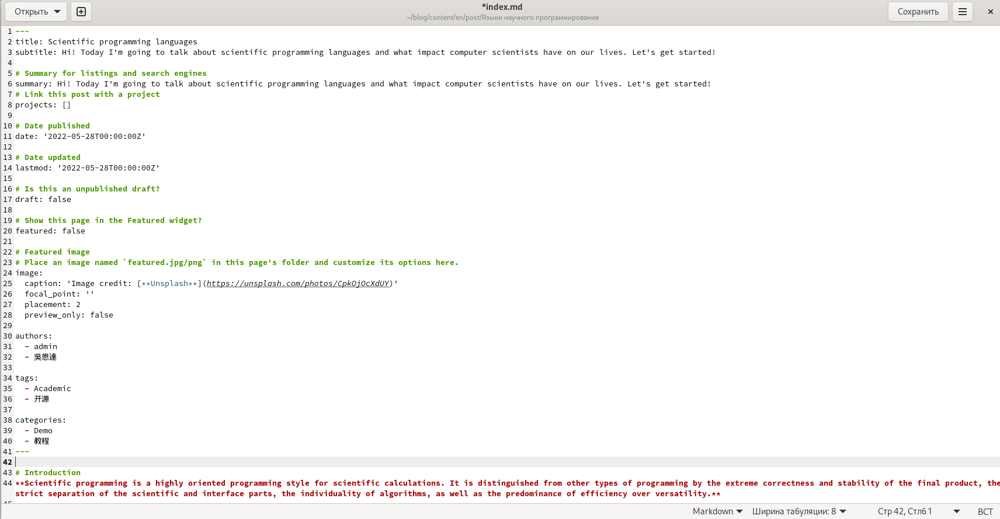 Открыть
*index.md
~/blog/content/en/post/Языки научного программирования
Сохранить
1 ---
2 title: Scientific programming languages
3 subtitle: Hi! Today I'm going to talk about scientific programming languages and what impact computer scientists have on our lives. Let's get started!
4
5 # Summary for listings and search engines
6 summary: Hi! Today I'm going to talk about scientific programming languages and what impact computer scientists have on our lives. Let's get started!
7 # Link this post with a project
8 projects: []
9
10 # Date published
11 date: '2022-05-28T00:00:00Z'
12
13 # Date updated
14 lastmod: '2022-05-28T00:00:00Z'
15
16 # Is this an unpublished draft?
17 draft: false
18
19 # Show this page in the Featured widget?
20 featured: false
21
22 # Featured image
23 # Place an image named `featured.jpg/png` in this page's folder and customize its options here.
24 image:
25   caption: 'Image credit: [**Unsplash**](https://unsplash.com/photos/CpkOjOcXdUY)'
26   focal_point: ''
27   placement: 2
28   preview_only: false
29
30 authors:
31   - admin
32   - 吳恩達
33
34 tags:
35   - Academic
36   - 开源
37
38 categories:
39   - Demo
40   - 教程
41 ---
42
43 # Introduction
44 **Scientific programming is a highly oriented programming style for scientific calculations. It is distinguished from other types of programming by the extreme correctness and stability of the final product, the
strict separation of the scientific and interface parts, the individuality of algorithms, as well as the predominance of efficiency over versatility.**
Markdown
Ширина табуляции: 8
Стр 42, Стлб1
ВСТ